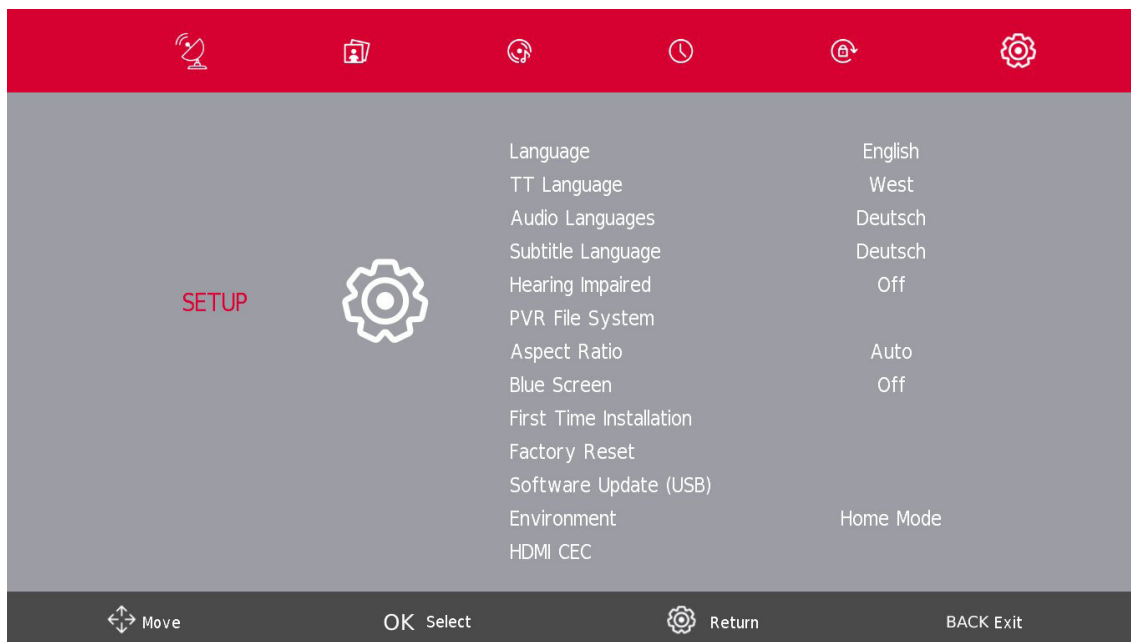 Language English
TT Language West
Audio Languages Deutsch
Subtitle Language Deutsch
Hearing Impaired Off
SETUP
PVR File System
Aspect Ratio Auto
Blue Screen Off
First Time Installation
Factory Reset
Software Update (USB)
Environment Home Mode
HDMI CEC
Move OK Select Return BACK Exit